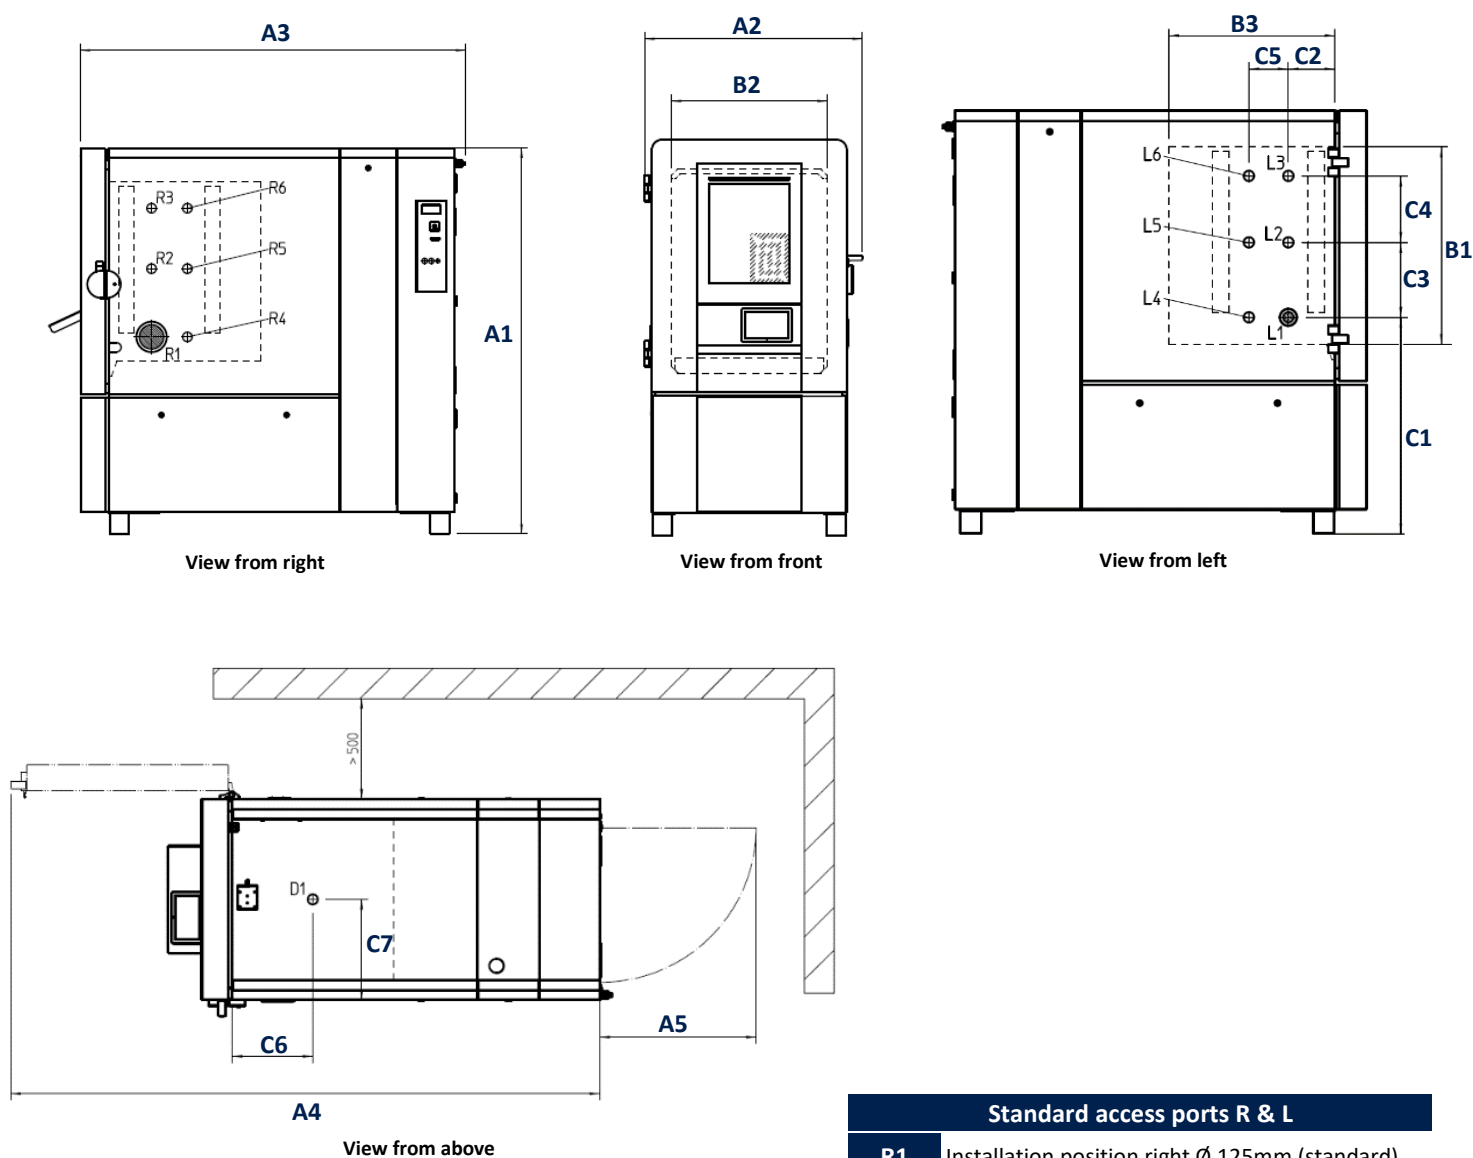 A3
A2
B3
C5 C2
B2
L6
L3
R3
R6
C4
L5
L2
B1
R2
R5
C3
L4
R4
A1
L1
R1
C1
View from right
View from front
View from left
> 500
D1
C7
A5
C6
A4
View from above
Standard access ports R & L
R1 Installation position right Ø 125mm (standard)